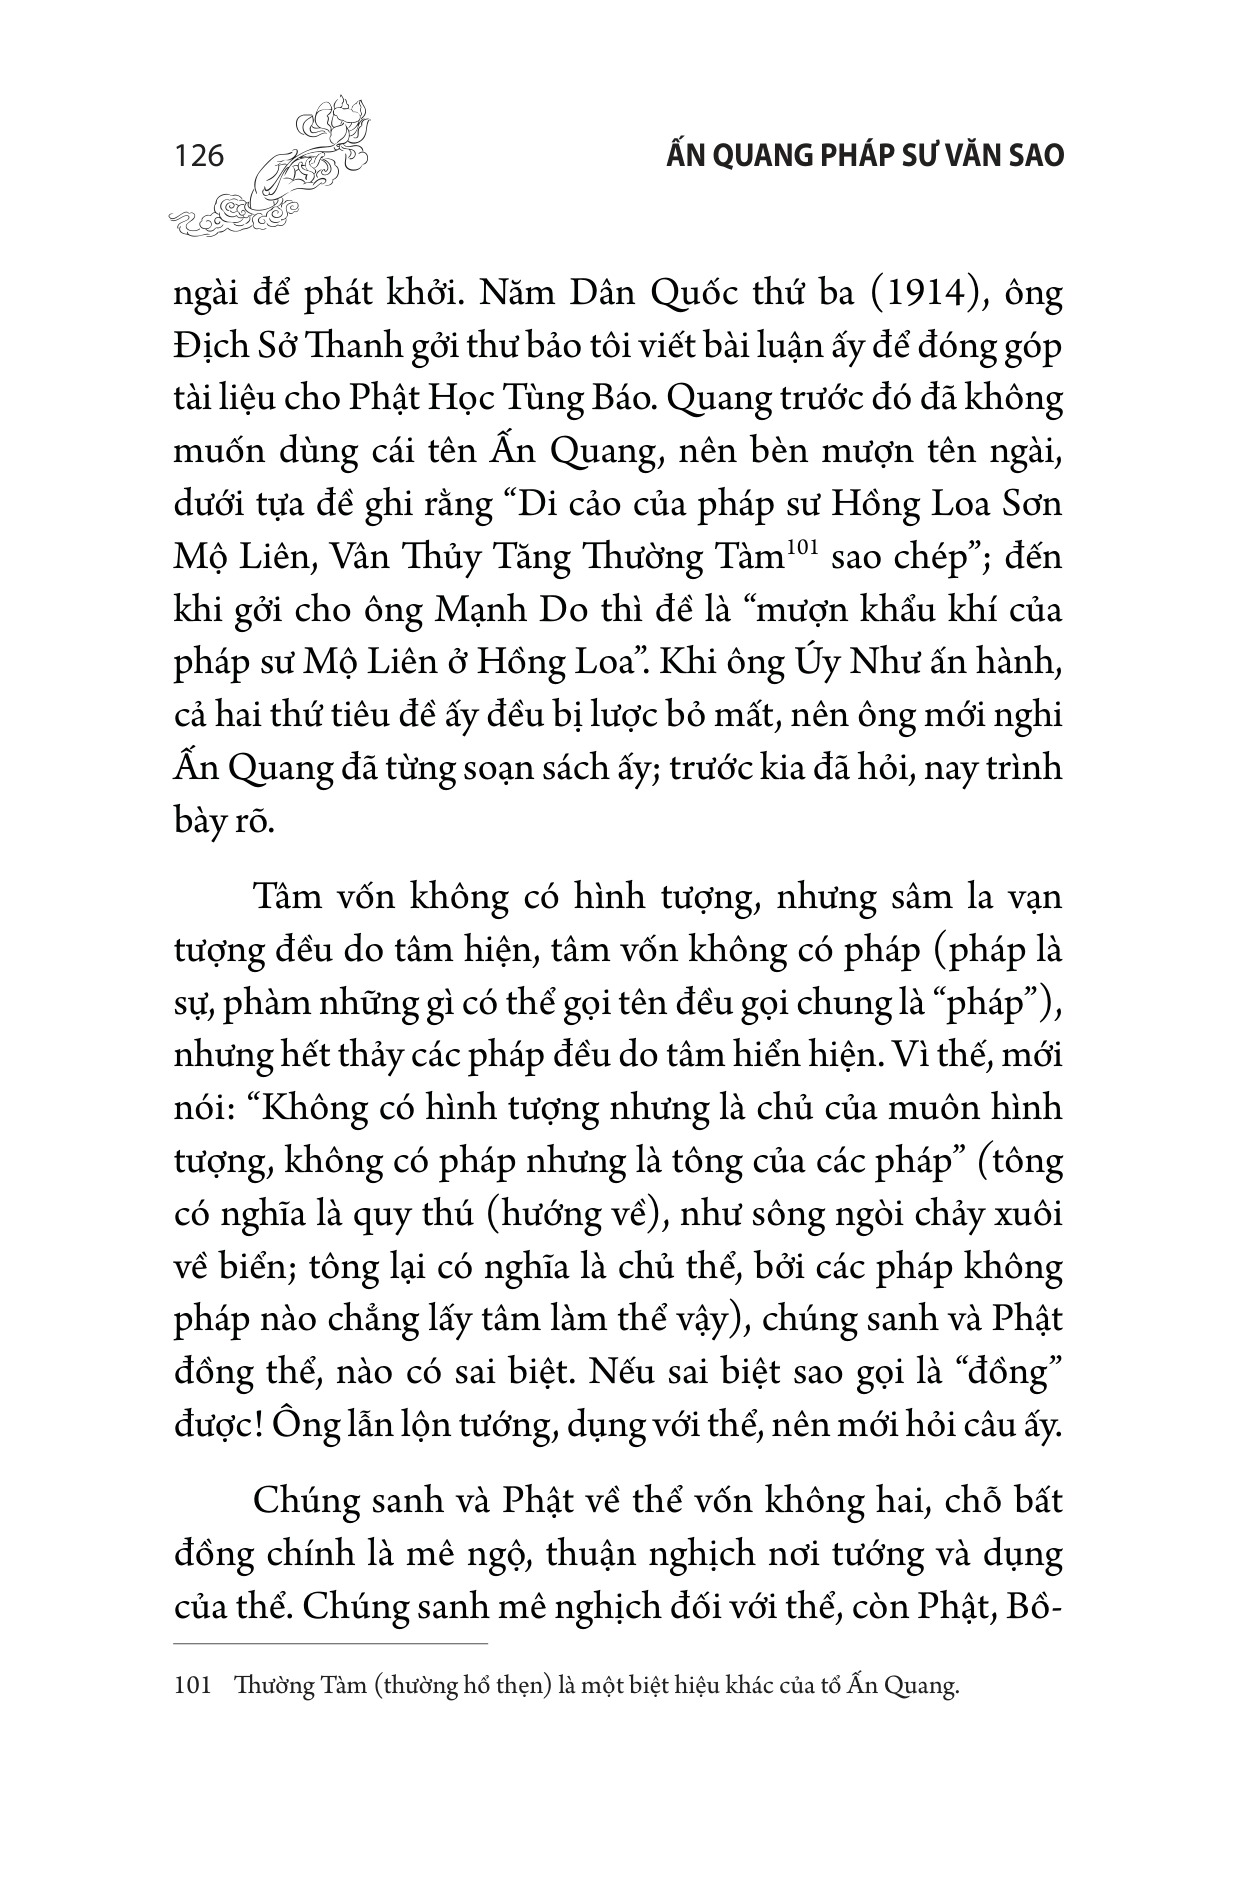 126
ẤN QUANG PHÁP SƯ VĂN SAO
ngài để phát khởi. Năm Dân Quốc thứ ba (1914), ông
Địch Sở Thanh gởi thư bảo tôi viết bài luận ấy để đóng góp
tài liệu cho Phật Học Tùng Báo. Quang trước đó đã không
muốn dùng cái tên Ấn Quang, nên bèn mượn tên ngài,
dưới tựa đề ghi rằng “Di cảo của pháp sư Hồng Loa Sơn
Mộ Liên, Vân Thủy Tăng Thường Tàm101 sao chép”; đến
khi gởi cho ông Mạnh Do thì đề là “mượn khẩu khí của
pháp sư Mộ Liên ở Hồng Loa”. Khi ông Úy Như ấn hành,
cả hai thứ tiêu đề ấy đều bị lược bỏ mất, nên ông mới nghi
Ấn Quang đã từng soạn sách ấy; trước kia đã hỏi, nay trình
bày rõ.
Tâm vốn không có hình tượng, nhưng sâm la vạn
tượng đều do tâm hiện, tâm vốn không có pháp (pháp là
sự, phàm những gì có thể gọi tên đều gọi chung là “pháp”),
nhưng hết thảy các pháp đều do tâm hiển hiện. Vì thế, mới
nói: “Không có hình tượng nhưng là chủ của muôn hình
tượng, không có pháp nhưng là tông của các pháp” (tông
có nghĩa là quy thú (hướng về), như sông ngòi chảy xuôi
về biển; tông lại có nghĩa là chủ thể, bởi các pháp không
pháp nào chẳng lấy tâm làm thể vậy), chúng sanh và Phật
đồng thể, nào có sai biệt. Nếu sai biệt sao gọi là “đồng”
được! Ông lẫn lộn tướng, dụng với thể, nên mới hỏi câu ấy.
Chúng sanh và Phật về thể vốn không hai, chỗ bất
đồng chính là mê ngộ, thuận nghịch nơi tướng và dụng
của thể. Chúng sanh mê nghịch đối với thể, còn Phật, Bồ-
101 Thường Tàm (thường hổ thẹn) là một biệt hiệu khác của tổ Ấn Quang.